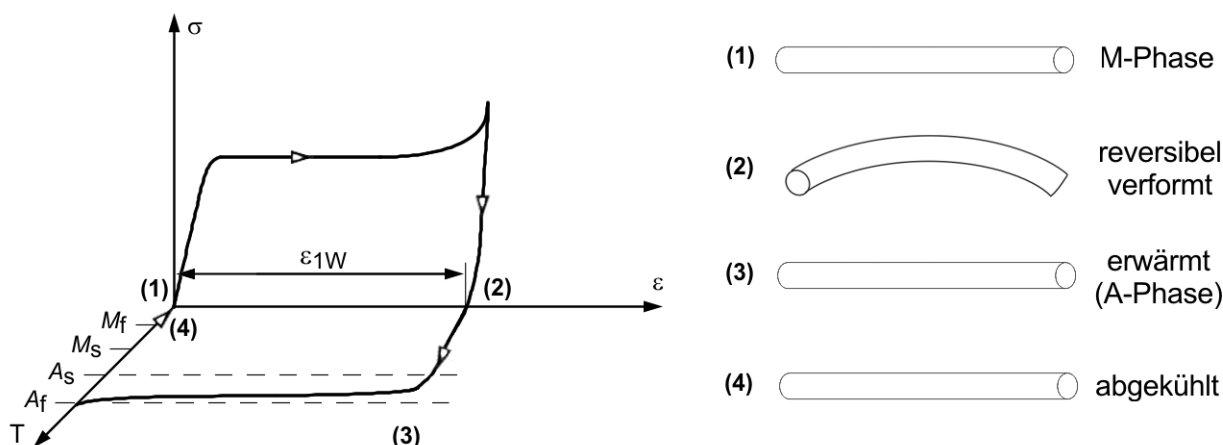 σ
ε1W
(1)
(2)
ε
(4)
Mf
Ms
As
Af
T
(3)
(1)
M-Phase
(2)
reversibel
verformt
(3)
erwärmt
(A-Phase)
(4)
abgekühlt